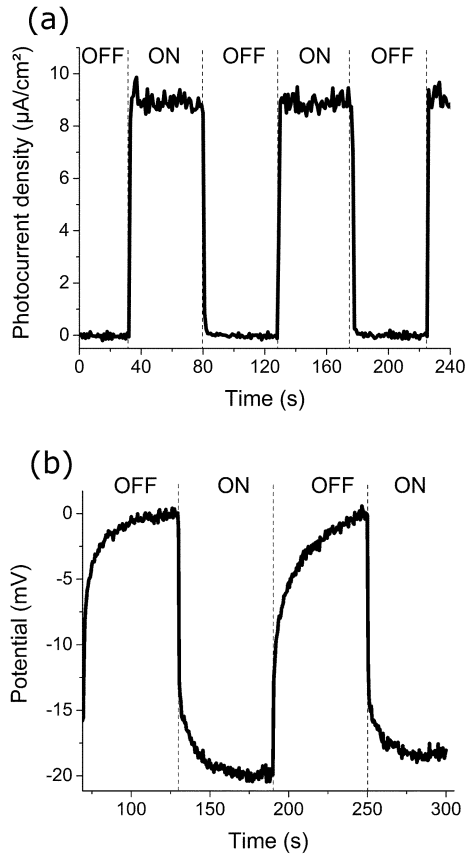 (a)
OFF ON OFF ON OFF
Photocurrent density (µA/cm²)
10
8
6
4
2
0
0 40 80 120 160 200 240
Time (s)
(b)
OFF ON OFF ON
Potential (mV)
0
-5
-10
-15
-20
100 150 200 250 300
Time (s)